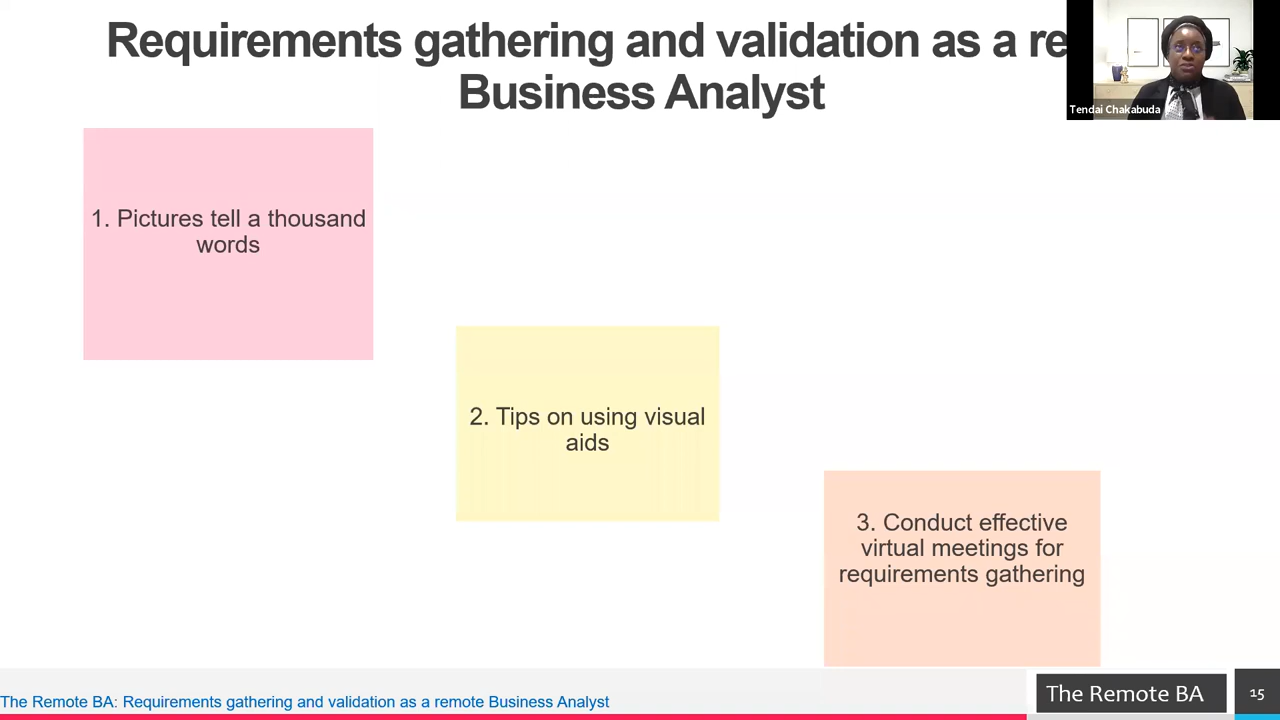 Requirements gathering and validation as a re
Business Analyst
Tendai Chakabuda
1. Pictures tell a thousand
words
2. Tips on using visual
aids
3. Conduct effective
virtual meetings for
requirements gathering
The Remote BA: Requirements gathering and validation as a remote Business Analyst
The Remote BA
15